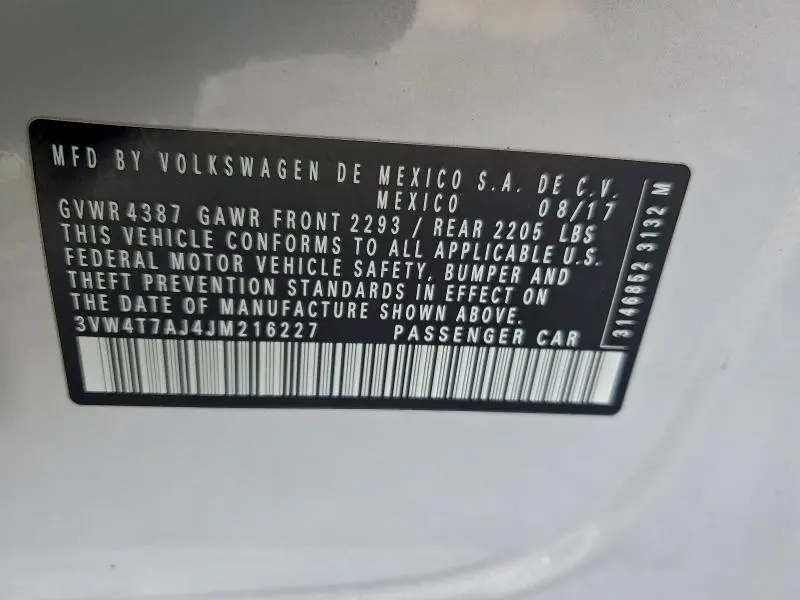 MFD BY VOLKSWAGEN DE MEXICO S.A. DE C.V.
MEXICO 08/17
GVWR 4387 GAWR FRONT 2293 / REAR 2205 LBS
THIS VEHICLE CONFORMS TO ALL APPLICABLE U.S.
FEDERAL MOTOR VEHICLE SAFETY, BUMPER AND
THEFT PREVENTION STANDARDS IN EFFECT ON
THE DATE OF MANUFACTURE SHOWN ABOVE.
3VW4T7AJ4JM216227 PASSENGER CAR
3146852 3132 M